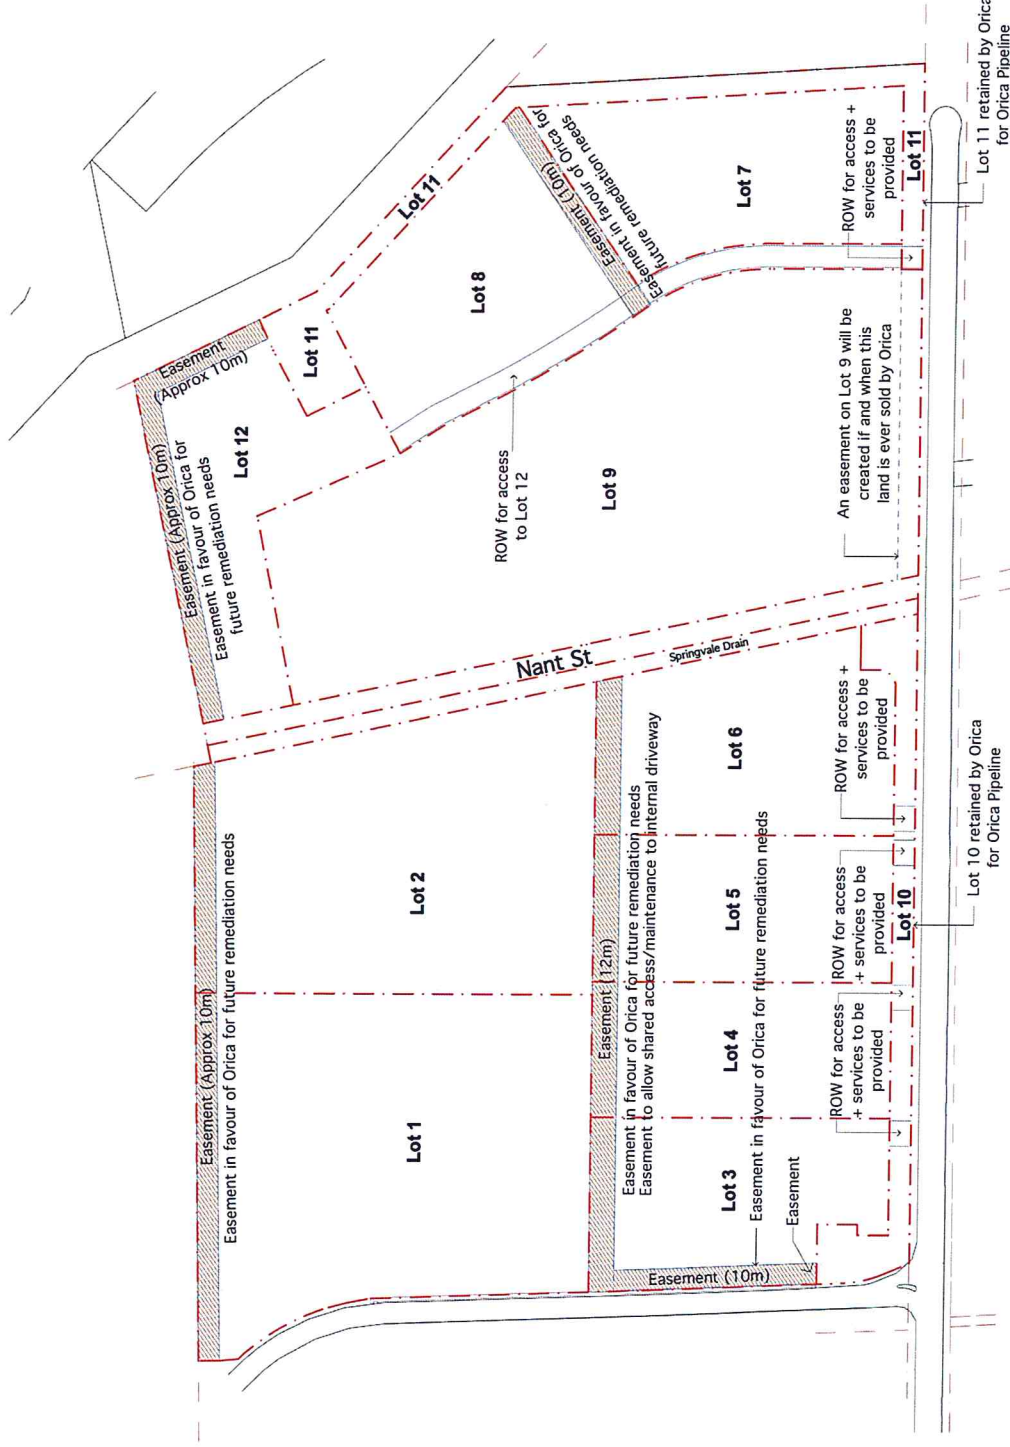 Easement (Approx 10m)
Easement in favour of Orica for future remediation needs
Lot 1
Lot 2
Easement (12m)
Easement in favour of Orica for future remediation needs
Easement to allow shared access/maintenance to internal driveway
Lot 3
Lot 4
Lot 5
Lot 6
Easement in favour of Orica for future remediation needs
Easement
Easement (10m)
ROW for access
+ services to be
provided
ROW for access
+ services to be
provided
ROW for access +
services to be
provided
Lot 10
Lot 10 retained by Orica
for Orica Pipeline
Nant St
Springvale Drain
Easement (Approx 10m)
Easement in favour of Orica for
future remediation needs
Easement
(Approx 10m)
Lot 12
Lot 11
Lot 11
Lot 8
Easement (10m)
Easement in favour of Orica for
future remediation needs
Lot 7
ROW for access
to Lot 12
Lot 9
An easement on Lot 9 will be
created if and when this
land is ever sold by Orica
ROW for access +
services to be
provided
Lot 11
Lot 11 retained by Orica
for Orica Pipeline